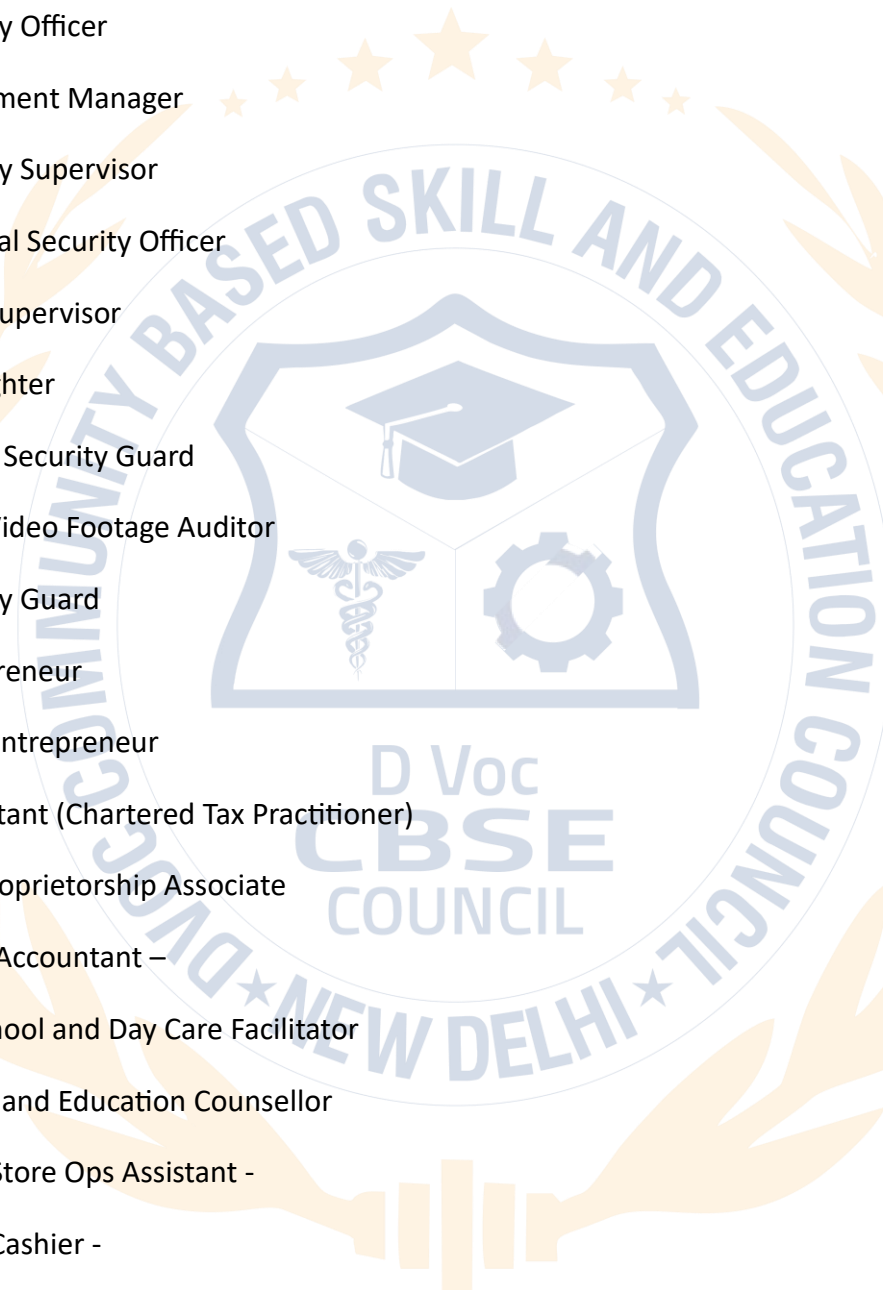 y Officer
ment Manager
y Supervisor
al Security Officer
upervisor
hter
Security Guard
ideo Footage Auditor
y Guard
reneur
ntrepreneur
tant (Chartered Tax Practitioner)
oprietorship Associate
Accountant –
ool and Day Care Facilitator
and Education Counsellor
Store Ops Assistant -
Cashier -
DVOC COMMUNITY BASED SKILL AND EDUCATION COUNCIL
NEW DELHI
D Voc
CBSE
COUNCIL